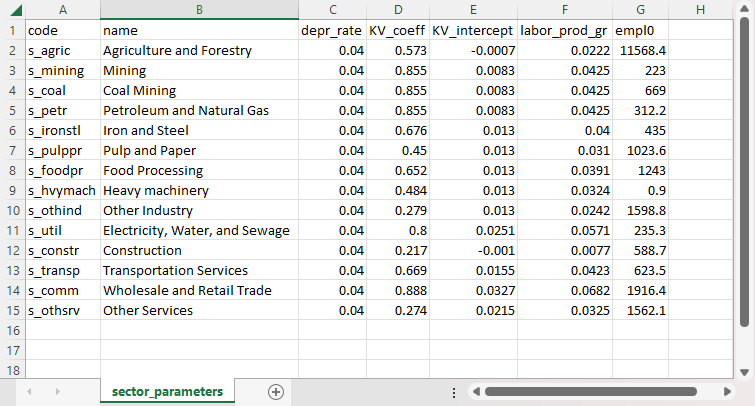 A B C D E F G H
1 code name depr_rate KV_coeff KV_intercept labor_prod_gr empl0
2 s_agric Agriculture and Forestry 0.04 0.573 -0.0007 0.0222 11568.4
3 s_mining Mining 0.04 0.855 0.0083 0.0425 223
4 s_coal Coal Mining 0.04 0.855 0.0083 0.0425 669
5 s_petr Petroleum and Natural Gas 0.04 0.855 0.0083 0.0425 312.2
6 s_ironstl Iron and Steel 0.04 0.676 0.013 0.04 435
7 s_pulppr Pulp and Paper 0.04 0.45 0.013 0.031 1023.6
8 s_foodpr Food Processing 0.04 0.652 0.013 0.0391 1243
9 s_hvymach Heavy machinery 0.04 0.484 0.013 0.0324 0.9
10 s_othind Other Industry 0.04 0.279 0.013 0.0242 1598.8
11 s_util Electricity, Water, and Sewage 0.04 0.8 0.0251 0.0571 235.3
12 s_constr Construction 0.04 0.217 -0.001 0.0077 588.7
13 s_transp Transportation Services 0.04 0.669 0.0155 0.0423 623.5
14 s_comm Wholesale and Retail Trade 0.04 0.888 0.0327 0.0682 1916.4
15 s_othsrv Other Services 0.04 0.274 0.0215 0.0325 1562.1
16
17
18
sector_parameters